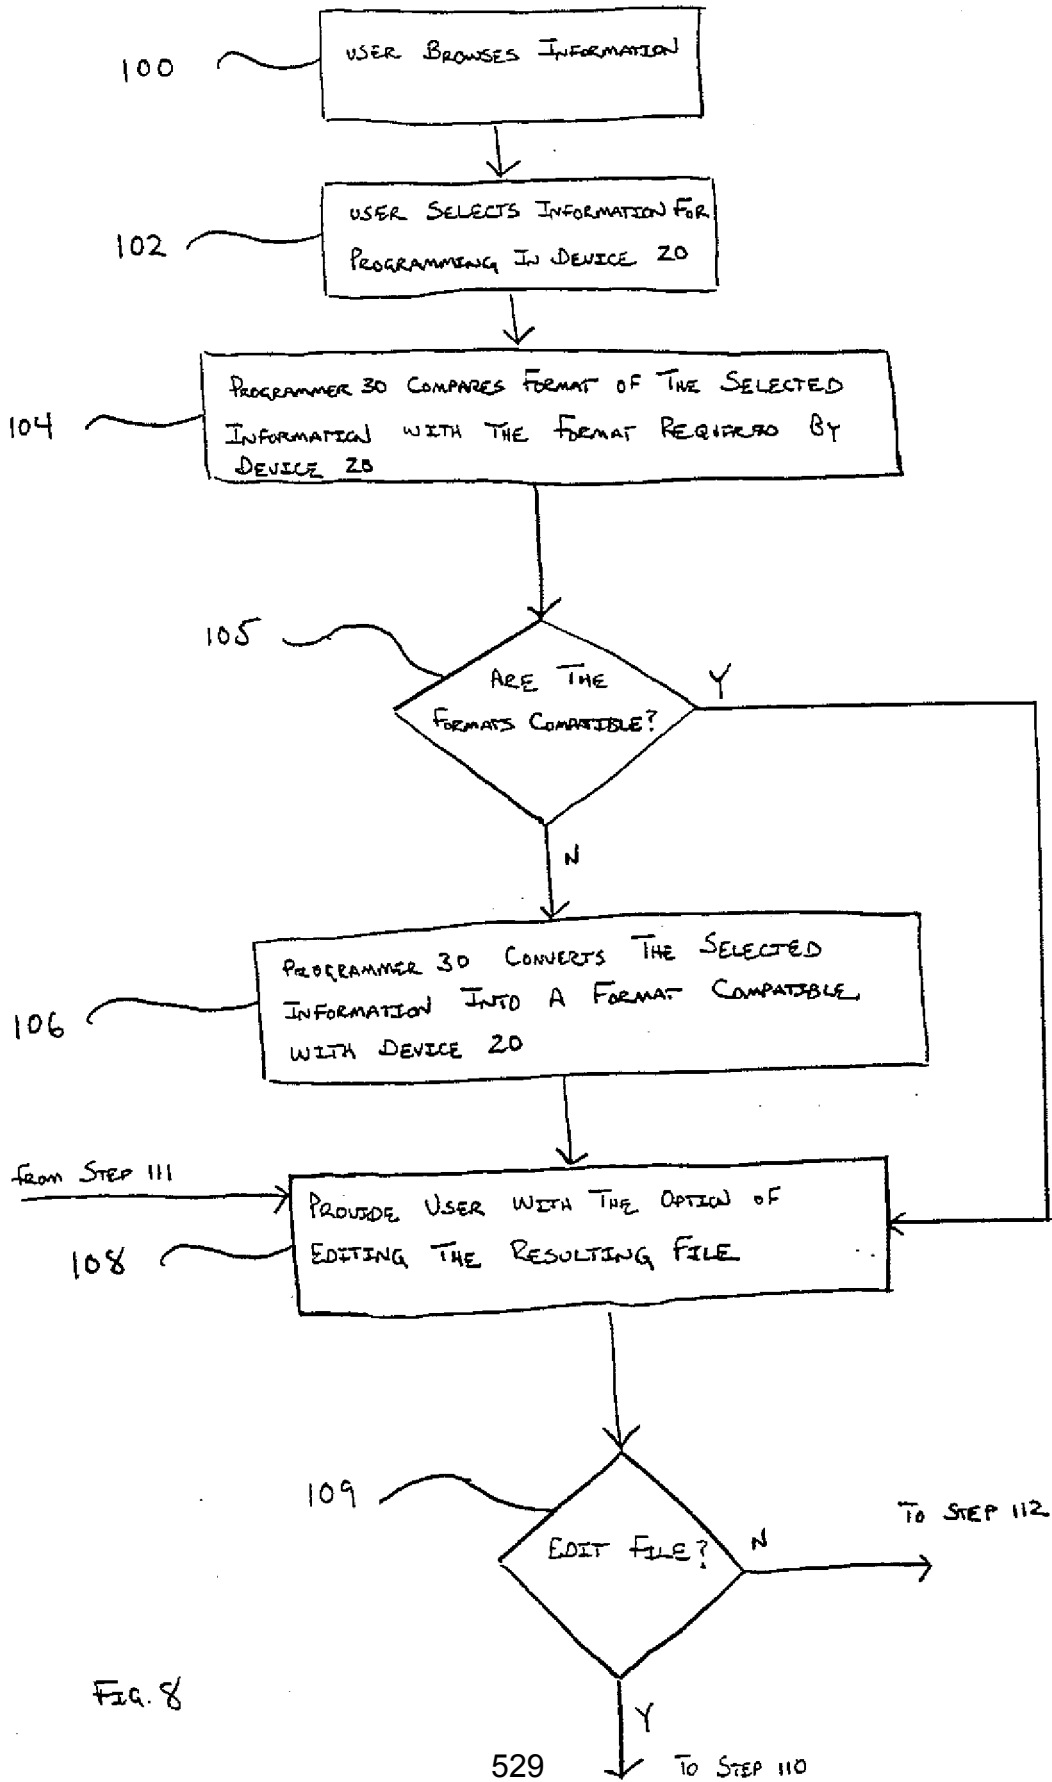 100
USER BROWSES INFORMATION
102
USER SELECTS INFORMATION FOR
PROGRAMMING IN DEVICE 20
104
PROGRAMMER 30 COMPARES FORMAT OF THE SELECTED
INFORMATION WITH THE FORMAT REQUIRED BY
DEVICE 20
105
ARE THE
FORMATS COMPATIBLE?
Y
N
106
PROGRAMMER 30 CONVERTS THE SELECTED
INFORMATION INTO A FORMAT COMPATIBLE
WITH DEVICE 20
from STEP 111
108
PROVIDE USER WITH THE OPTION OF
EDITING THE RESULTING FILE
109
EDIT FILE?
N
TO STEP 112
FIG. 8
Y
529
TO STEP 110